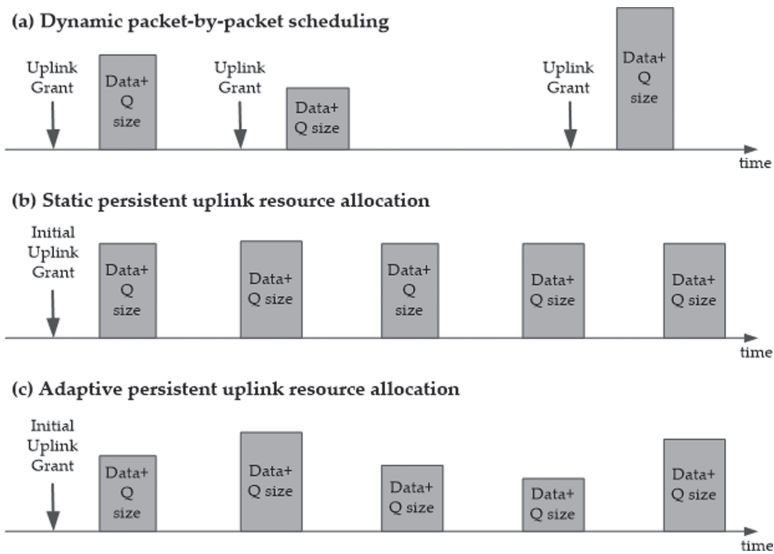 (a) Dynamic packet-by-packet scheduling
Uplink
Grant
Data+
Q
size
Uplink
Grant
Data+
Q size
Uplink
Grant
Data+
Q
size
time
(b) Static persistent uplink resource allocation
Initial
Uplink
Grant
Data+
Q
size
Data+
Q size
Data+
Q
size
Data+
Q size
Data+
Q size
time
(c) Adaptive persistent uplink resource allocation
Initial
Uplink
Grant
Data+
Q
size
Data+
Q size
Data+
Q size
Data+
Q size
Data+
Q size
time